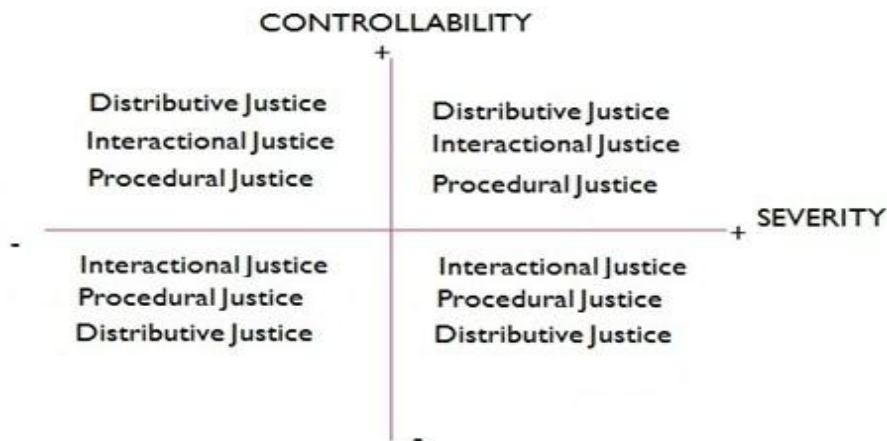 CONTROLLABILITY
+
Distributive Justice
Interactional Justice
Procedural Justice
Distributive Justice
Interactional Justice
Procedural Justice
+ SEVERITY
-
Interactional Justice
Procedural Justice
Distributive Justice
Interactional Justice
Procedural Justice
Distributive Justice
-